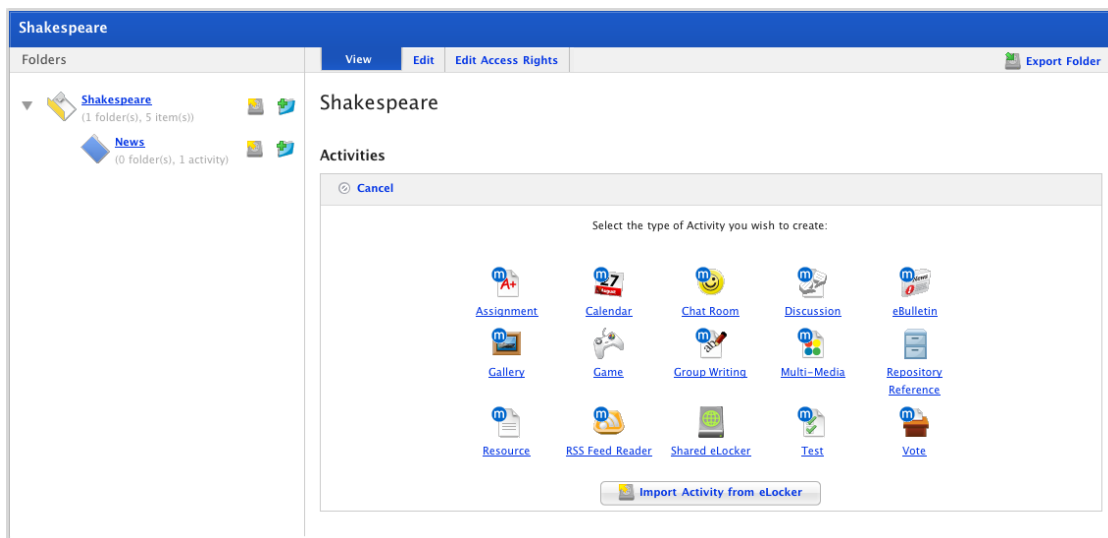 Shakespeare
Folders
View Edit Edit Access Rights Export Folder
Shakespeare
(1 folder(s), 5 item(s))
News
(0 folder(s), 1 activity)
Shakespeare
Activities
Cancel
Select the type of Activity you wish to create:
Assignment Calendar Chat Room Discussion eBulletin
Gallery Game Group Writing Multi-Media Repository
Reference
Resource RSS Feed Reader Shared eLocker Test Vote
Import Activity from eLocker